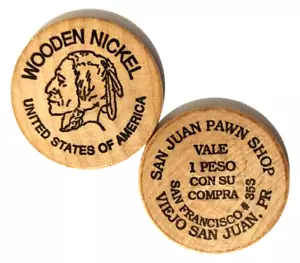 WOODEN NICKEL
UNITED STATES OF AMERICA
SAN JUAN PAWN SHOP
VALE
1 PESO
CON SU
COMPRA
SAN FRANCISCO # 353
VIEJO SAN JUAN, PR